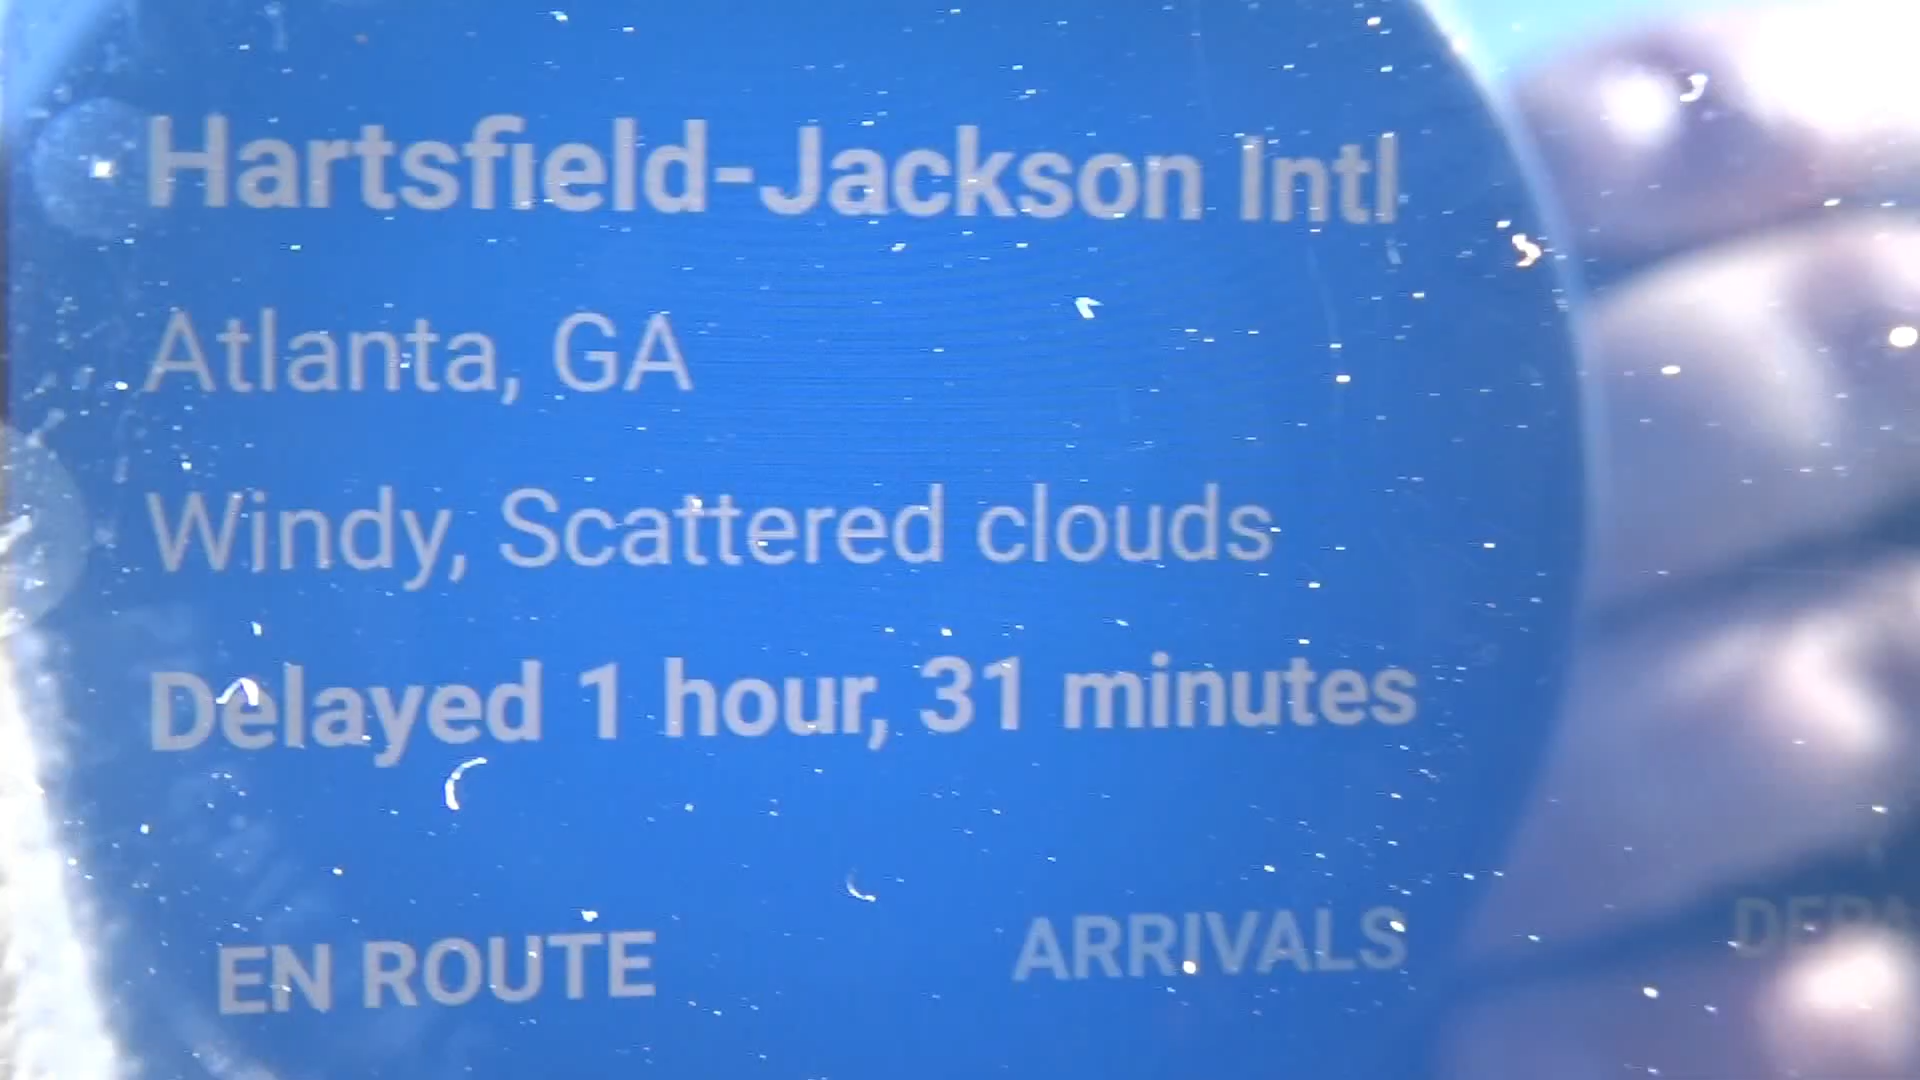 Hartsfield-Jackson Intl
Atlanta, GA
Windy, Scattered clouds
Delayed 1 hour, 31 minutes
EN ROUTE ARRIVALS